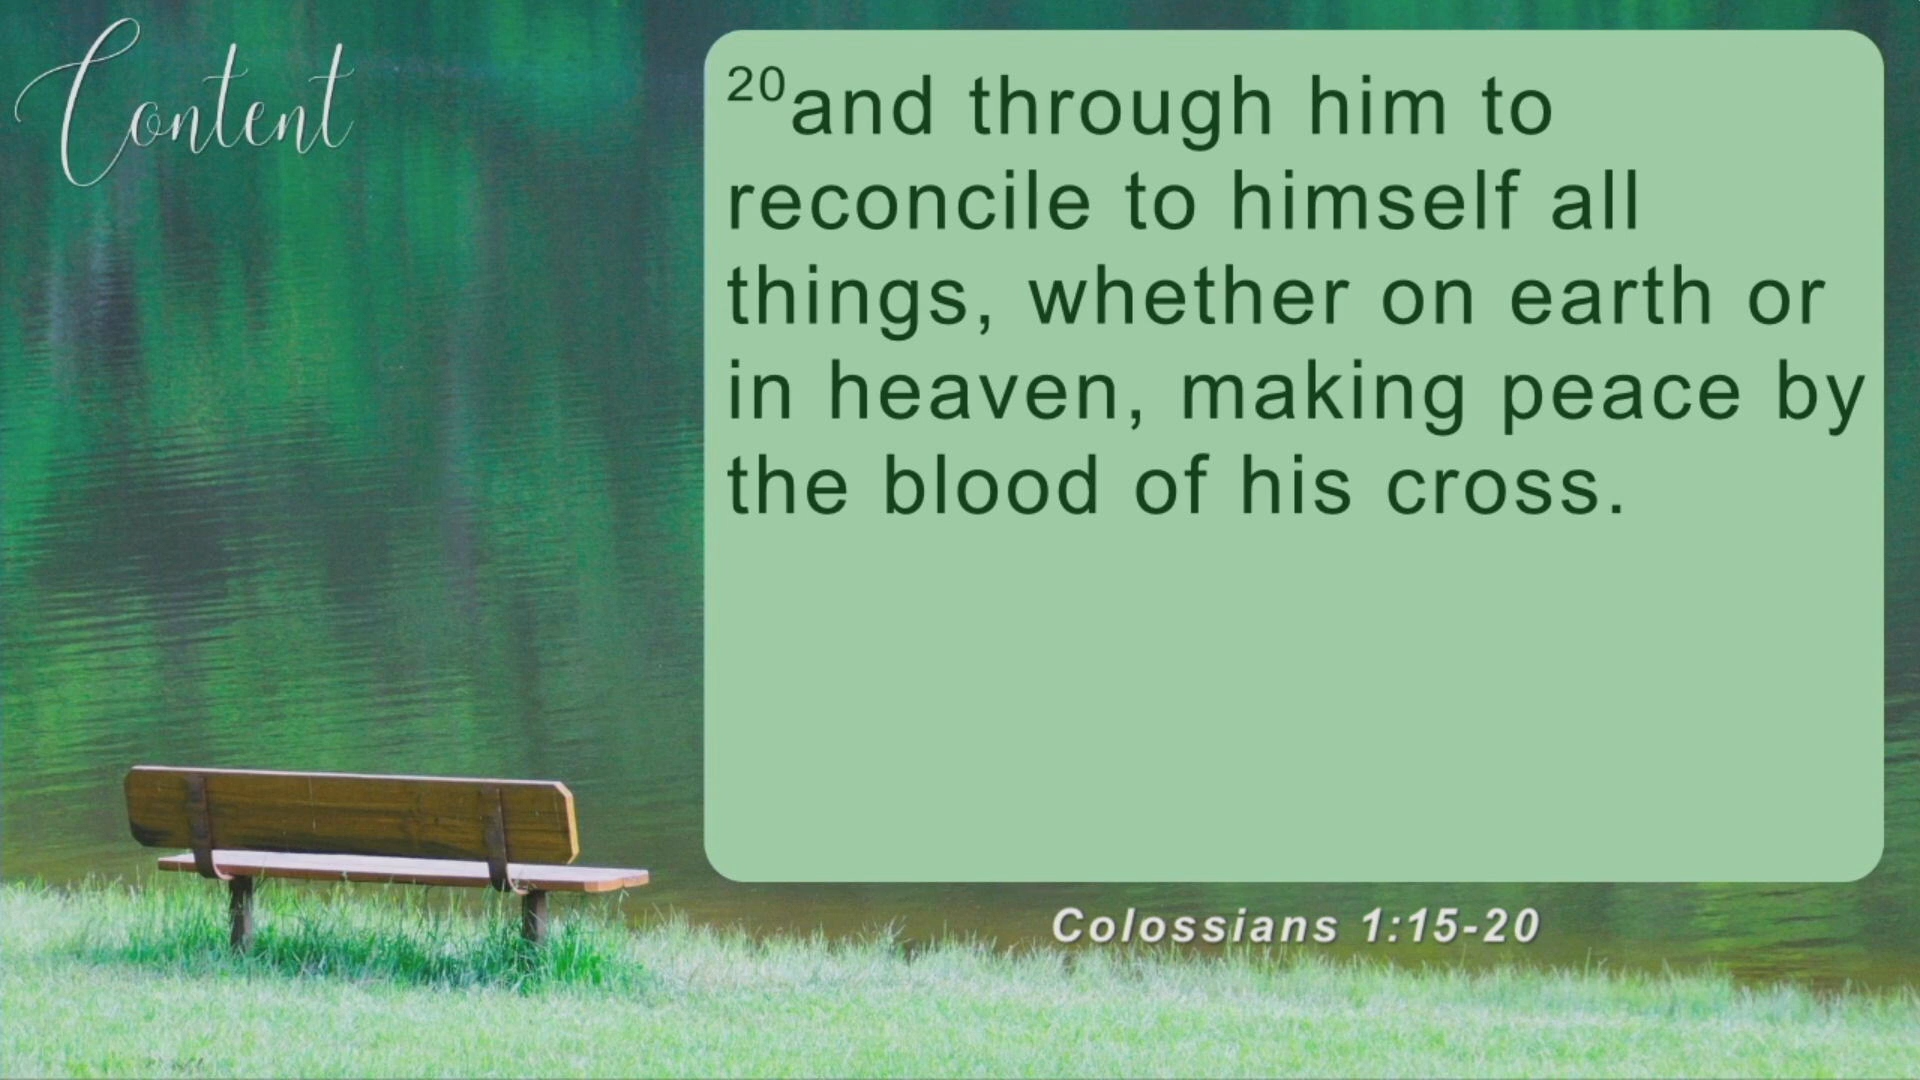 Content
20and through him to
reconcile to himself all
things, whether on earth or
in heaven, making peace by
the blood of his cross.
Colossians 1:15-20